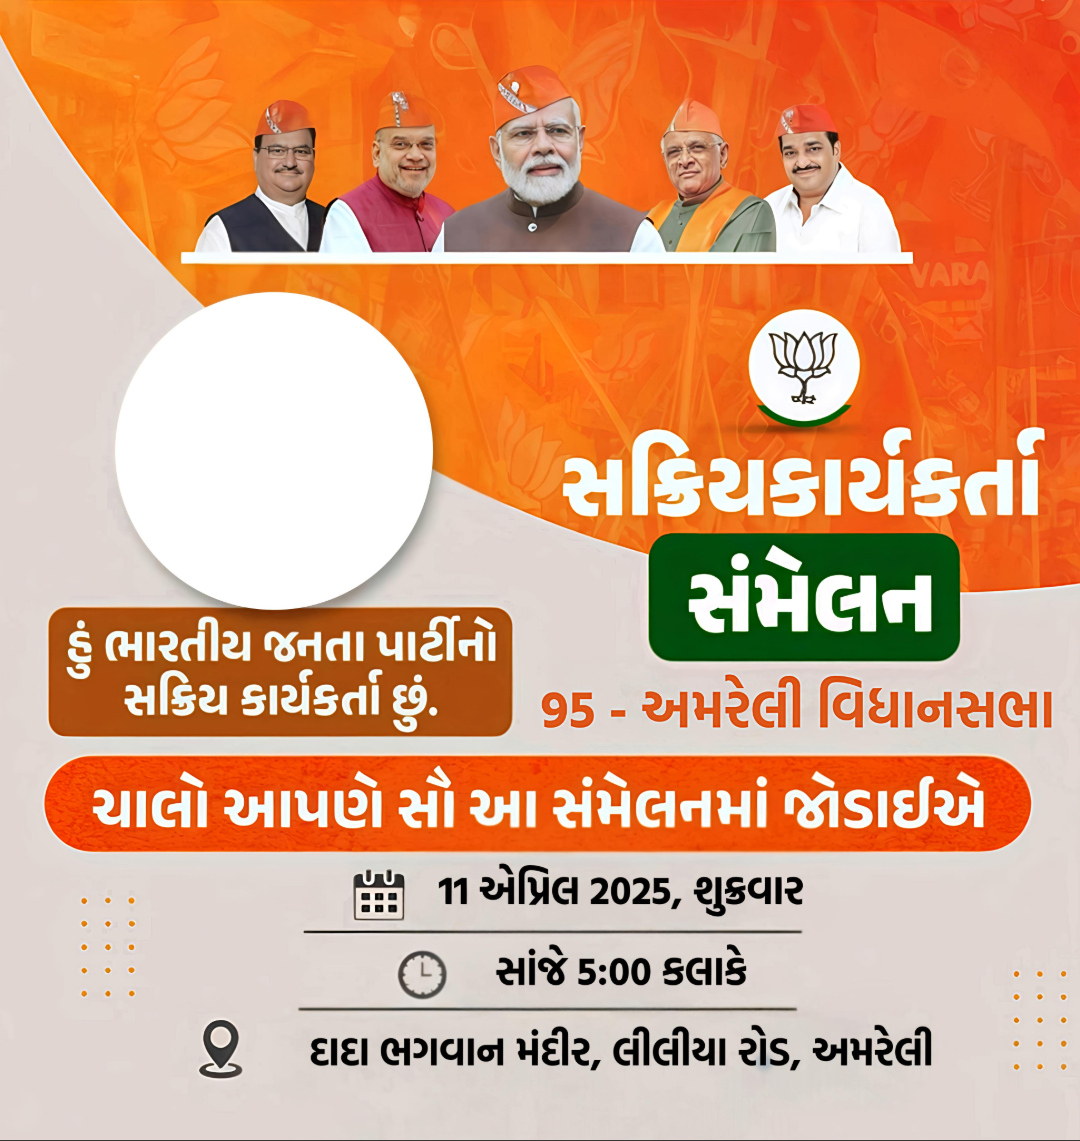 VARA
સક્રિયકાર્યકર્તા
સંમેલન
હું ભારતીય જનતા પાર્ટીનો
સક્રિય કાર્યકર્તા છું.
95 - અમરેલી વિધાનસભા
ચાલો આપણે સૌ આ સંમેલનમાં જોડાઈએ
11 એપ્રિલ 2025, શુક્રવાર
સાંજે 5:00 કલાકે
દાદા ભગવાન મંદીર, લીલીયા રોડ, અમરેલી